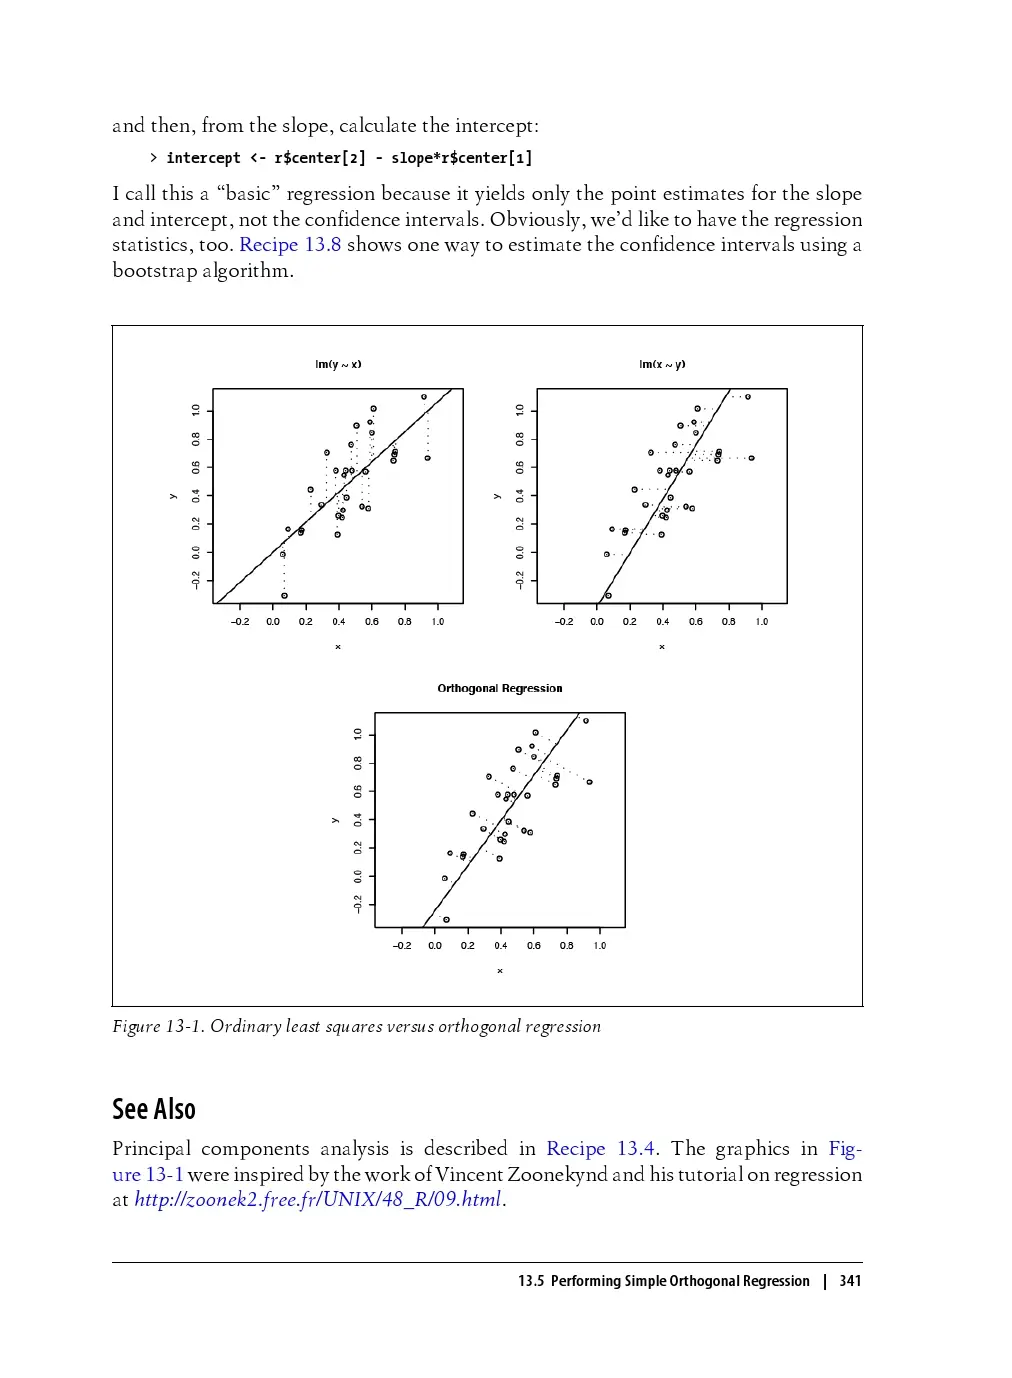 and then, from the slope, calculate the intercept:
> intercept <- r$center[2] - slope*r$center[1]
I call this a “basic” regression because it yields only the point estimates for the slope
and intercept, not the confidence intervals. Obviously, we’d like to have the regression
statistics, too. Recipe 13.8 shows one way to estimate the confidence intervals using a
bootstrap algorithm.
lm(y ~ x)
y
1.0
0.8
0.6
0.4
0.2
0.0
−0.2
−0.2 0.0 0.2 0.4 0.6 0.8 1.0
x
lm(x ~ y)
y
1.0
0.8
0.6
0.4
0.2
0.0
−0.2
−0.2 0.0 0.2 0.4 0.6 0.8 1.0
x
Orthogonal Regression
y
1.0
0.8
0.6
0.4
0.2
0.0
−0.2
−0.2 0.0 0.2 0.4 0.6 0.8 1.0
x
Figure 13-1. Ordinary least squares versus orthogonal regression
See Also
Principal components analysis is described in Recipe 13.4. The graphics in Fig-
ure 13-1 were inspired by the work of Vincent Zoonekynd and his tutorial on regression
at http://zoonek2.free.fr/UNIX/48_R/09.html.
13.5 Performing Simple Orthogonal Regression | 341